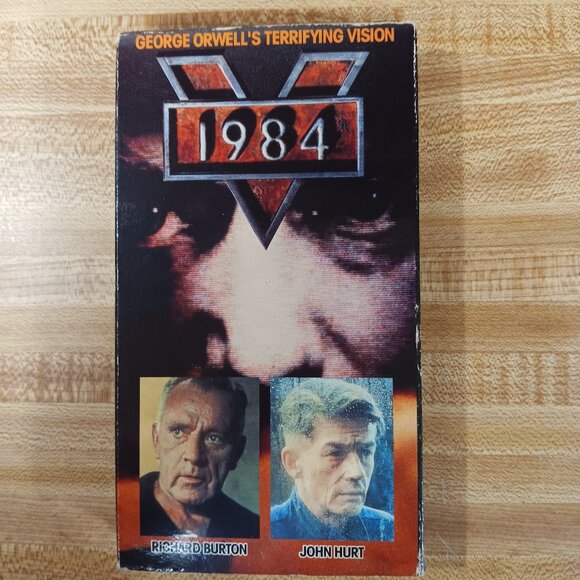 GEORGE ORWELL'S TERRIFYING VISION
1984
RICHARD BURTON
JOHN HURT